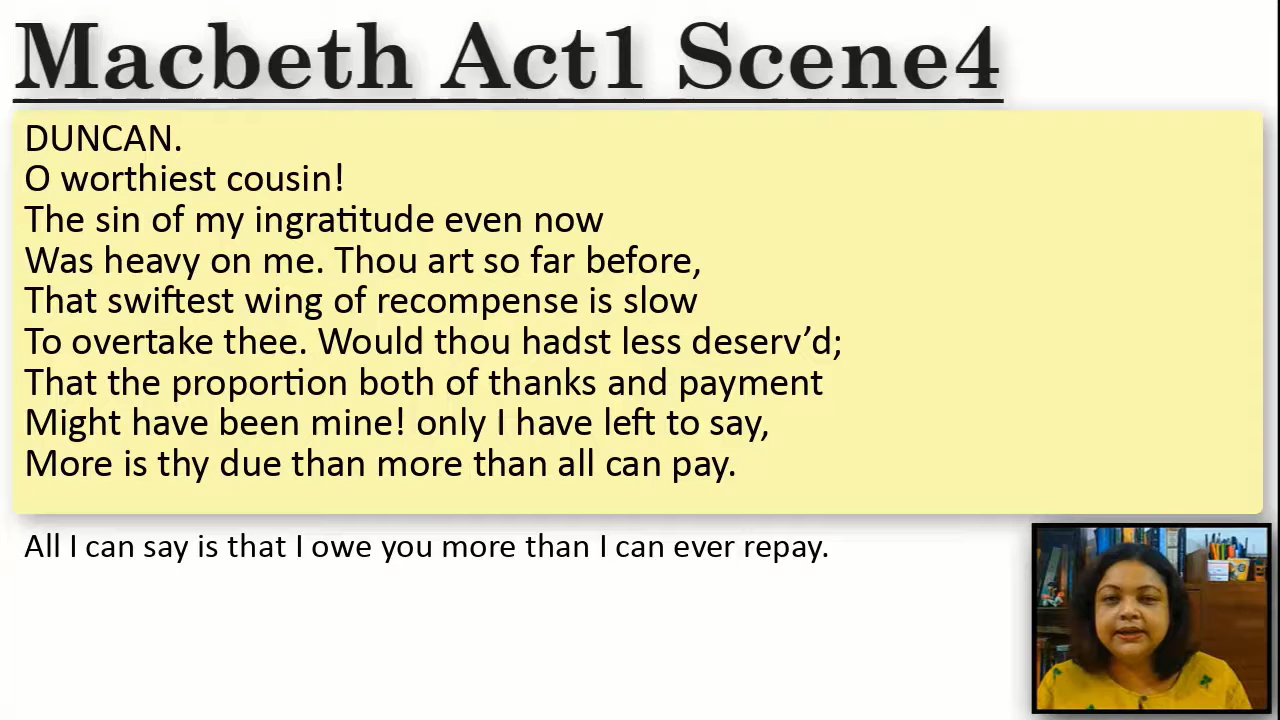 Macbeth Act1 Scene4
DUNCAN.
O worthiest cousin!
The sin of my ingratitude even now
Was heavy on me. Thou art so far before,
That swiftest wing of recompense is slow
To overtake thee. Would thou hadst less deserv’d;
That the proportion both of thanks and payment
Might have been mine! only I have left to say,
More is thy due than more than all can pay.
All I can say is that I owe you more than I can ever repay.